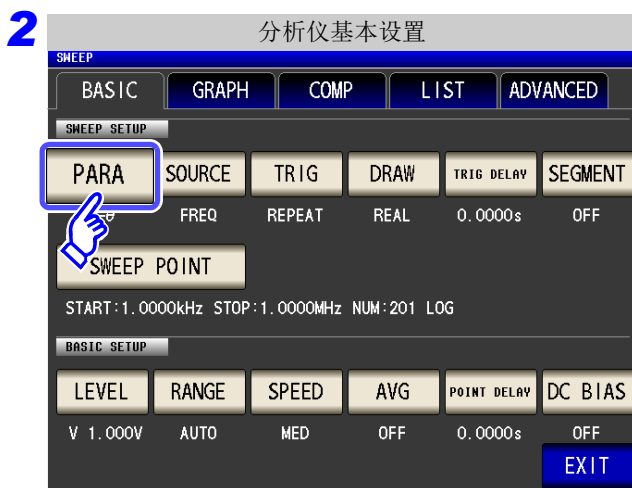 2
分析仪基本设置
SWEEP
BASIC GRAPH COMP LIST ADVANCED
SWEEP SETUP
PARA SOURCE TRIG DRAW TRIG DELAY SEGMENT
FREQ REPEAT REAL 0.0000s OFF
SWEEP POINT
START:1.0000kHz STOP:1.0000MHz NUM:201 LOG
BASIC SETUP
LEVEL RANGE SPEED AVG POINT DELAY DC BIAS
V 1.000V AUTO MED OFF 0.0000s OFF
EXIT